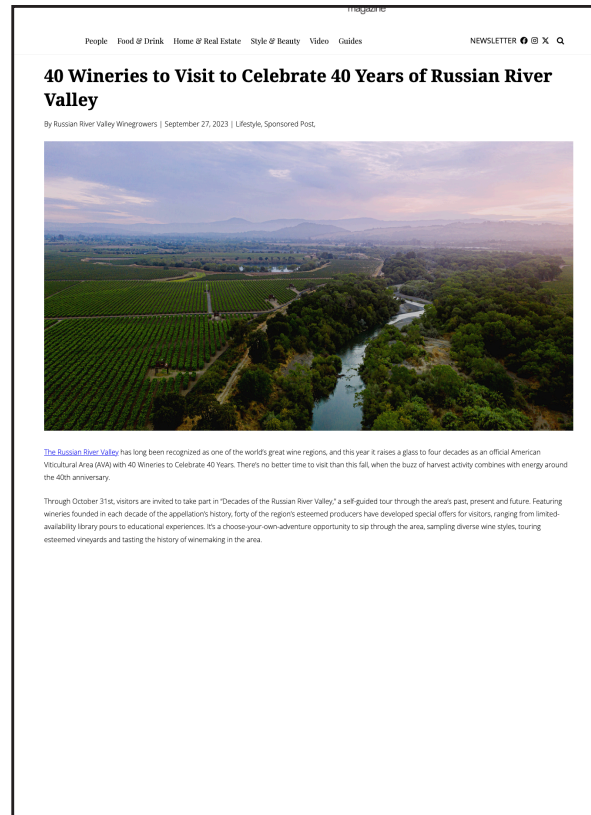 magazine
People Food & Drink Home & Real Estate Style & Beauty Video Guides NEWSLETTER
40 Wineries to Visit to Celebrate 40 Years of Russian River
Valley
By Russian River Valley Winegrowers | September 27, 2023 | Lifestyle, Sponsored Post,
The Russian River Valley has long been recognized as one of the world's great wine regions, and this year it raises a glass to four decades as an official American
Viticultural Area (AVA) with 40 Wineries to Celebrate 40 Years. There's no better time to visit than this fall, when the buzz of harvest activity combines with energy around
the 40th anniversary.
Through October 31st, visitors are invited to take part in "Decades of the Russian River Valley," a self-guided tour through the area's past, present and future. Featuring
wineries founded in each decade of the appellation's history, forty of the region's esteemed producers have developed special offers for visitors, ranging from limited-
availability library pours to educational experiences. It's a choose-your-own-adventure opportunity to sip through the area, sampling diverse wine styles, touring
esteemed vineyards and tasting the history of winemaking in the area.